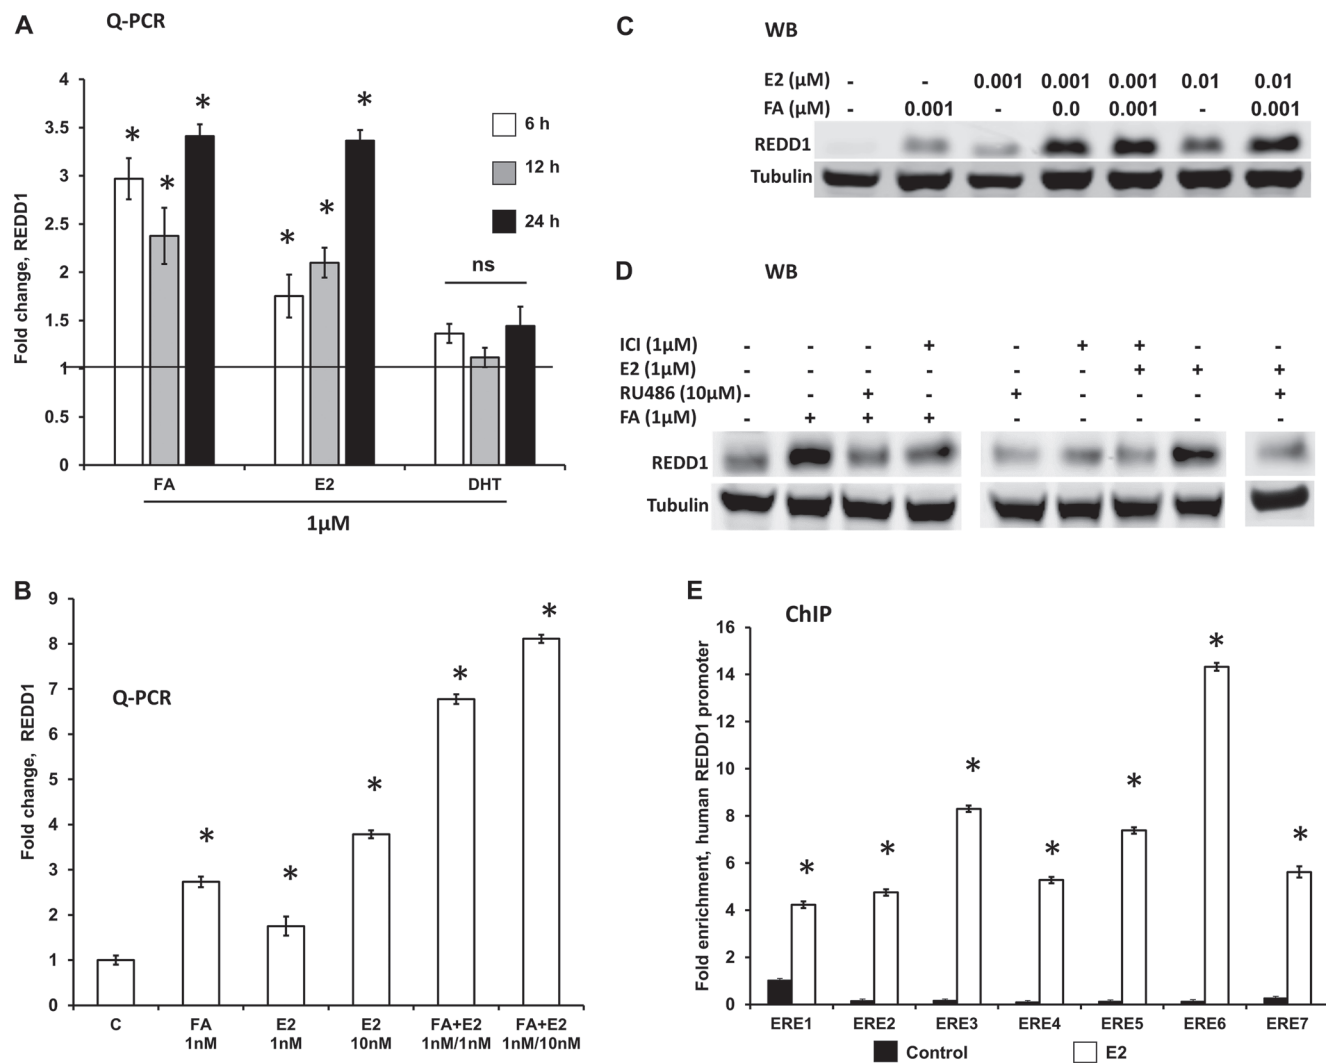 A Q-PCR
Fold change, REDD1
4
3.5
3
2.5
2
1.5
1
0.5
0
* * * * * *
ns
6 h
12 h
24 h
FA E2 DHT
1µM
B
Q-PCR
Fold change, REDD1
9
8
7
6
5
4
3
2
1
0
* * * * *
C FA E2 E2 FA+E2 FA+E2
1nM 1nM 10nM 1nM/1nM 1nM/10nM
C WB
E2 (µM) - - 0.001 0.001 0.001 0.01 0.01
FA (µM) - 0.001 - 0.0 0.001 - 0.001
REDD1
Tubulin
D WB
ICI (1µM) - - - + - + + - -
E2 (1µM) - - - - - - + + +
RU486 (10µM) - - + - + - - - +
FA (1µM) - + + + - - - - -
REDD1
Tubulin
E
ChIP
Fold enrichment, human REDD1 promoter
16
14
12
10
8
6
4
2
0
* * * * * * *
ERE1 ERE2 ERE3 ERE4 ERE5 ERE6 ERE7
Control E2